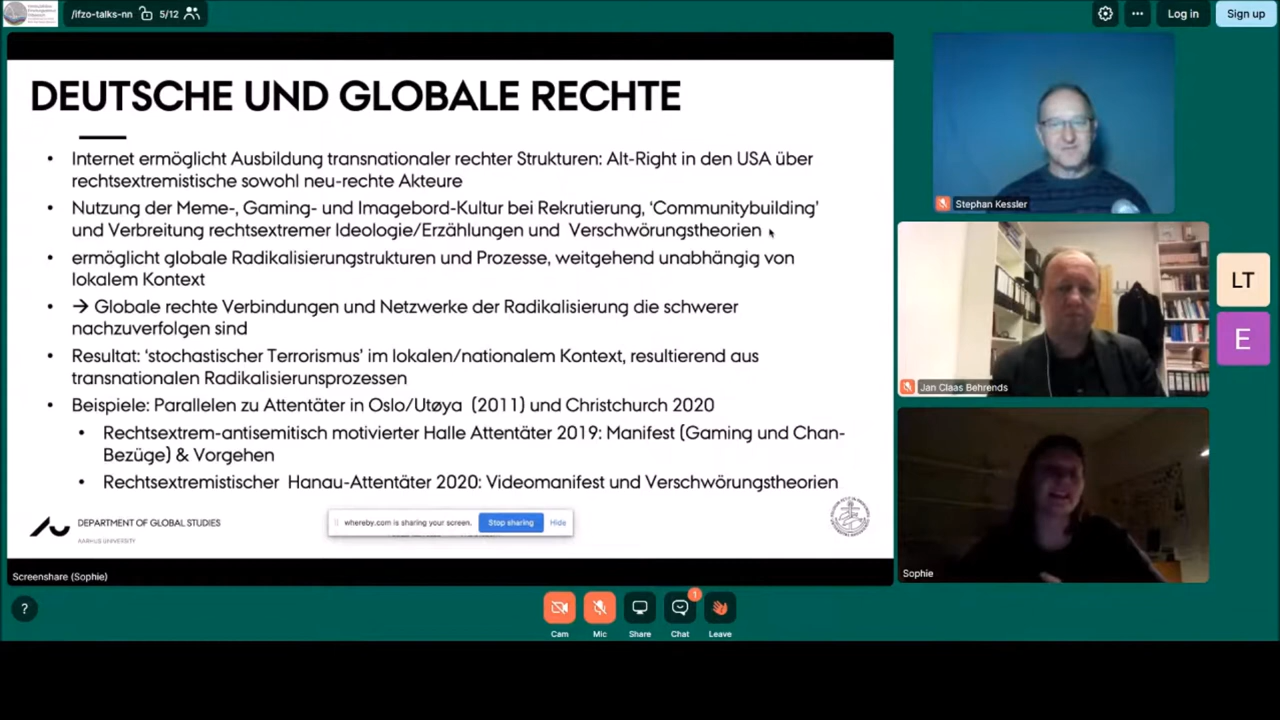 /ifzo-talks-nn 5/12
Log in
Sign up
DEUTSCHE UND GLOBALE RECHTE
• Internet ermöglicht Ausbildung transnationaler rechter Strukturen: Alt-Right in den USA über
rechtsextremistische sowohl neu-rechte Akteure
• Nutzung der Meme-, Gaming- und Imagebord-Kultur bei Rekrutierung, ‘Communitybuilding’
und Verbreitung rechtsextremer Ideologie/Erzählungen und Verschwörungstheorien
• ermöglicht globale Radikalisierungstrukturen und Prozesse, weitgehend unabhängig von
lokalem Kontext
• → Globale rechte Verbindungen und Netzwerke der Radikalisierung die schwerer
nachzuverfolgen sind
• Resultat: ‘stochastischer Terrorismus’ im lokalen/nationalem Kontext, resultierend aus
transnationalen Radikalisierunsprozessen
• Beispiele: Parallelen zu Attentäter in Oslo/Utøya (2011) und Christchurch 2020
• Rechtsextrem-antisemitisch motivierter Halle Attentäter 2019: Manifest (Gaming und Chan-
Bezüge) & Vorgehen
• Rechtsextremistischer Hanau-Attentäter 2020: Videomanifest und Verschwörungstheorien
DEPARTMENT OF GLOBAL STUDIES
AARHUS UNIVERSITY
whereby.com is sharing your screen.
Stop sharing
Hide
Screenshare (Sophie)
Stephan Kessler
Jan Claas Behrends
Sophie
LT
E
?
1
Cam
Mic
Share
Chat
Leave